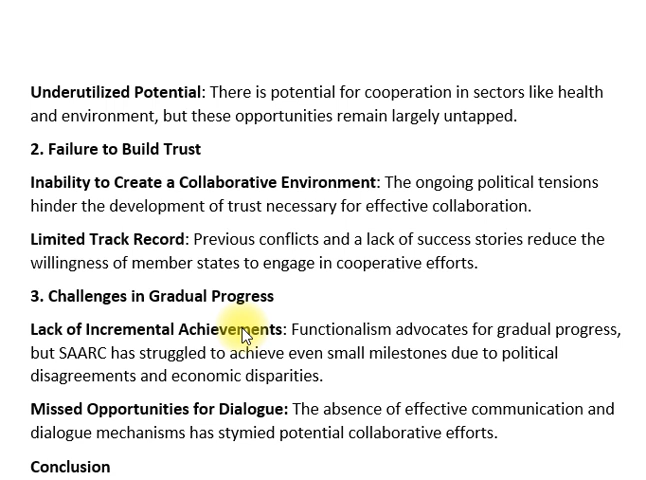 Underutilized Potential: There is potential for cooperation in sectors like health
and environment, but these opportunities remain largely untapped.
2. Failure to Build Trust
Inability to Create a Collaborative Environment: The ongoing political tensions
hinder the development of trust necessary for effective collaboration.
Limited Track Record: Previous conflicts and a lack of success stories reduce the
willingness of member states to engage in cooperative efforts.
3. Challenges in Gradual Progress
Lack of Incremental Achievements: Functionalism advocates for gradual progress,
but SAARC has struggled to achieve even small milestones due to political
disagreements and economic disparities.
Missed Opportunities for Dialogue: The absence of effective communication and
dialogue mechanisms has stymied potential collaborative efforts.
Conclusion